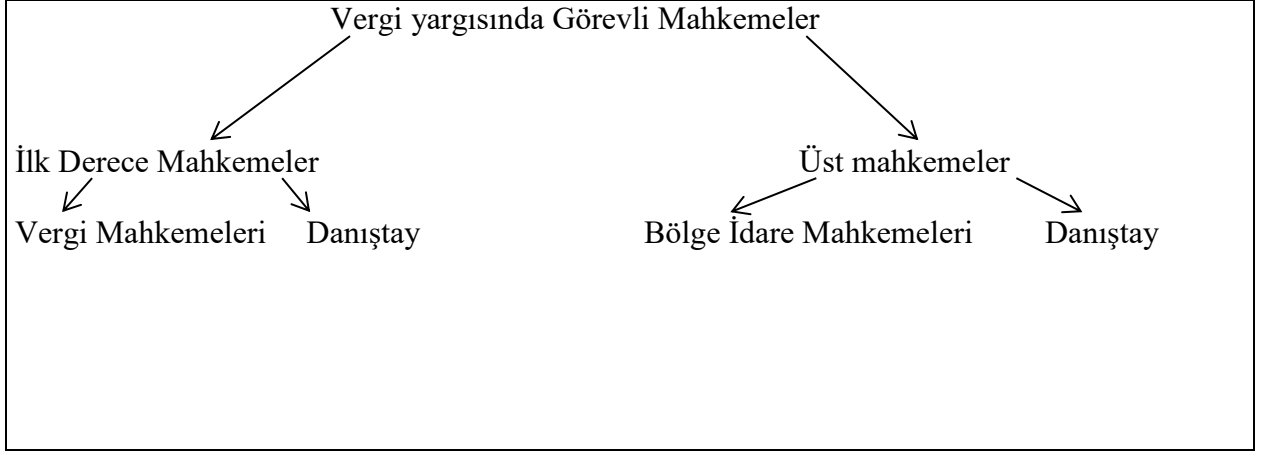 Vergi yargısında Görevli Mahkemeler
İlk Derece Mahkemeler Üst mahkemeler
Vergi Mahkemeleri Danıştay Bölge İdare Mahkemeleri Danıştay